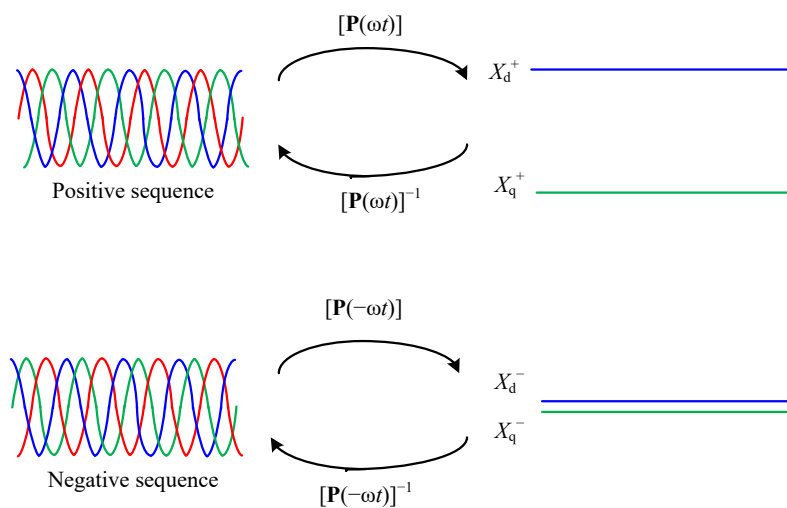 [P(ωt)]
X_d^+
Positive sequence
[P(ωt)]^−1
X_q^+
[P(−ωt)]
X_d^−
X_q^−
Negative sequence
[P(−ωt)]^−1